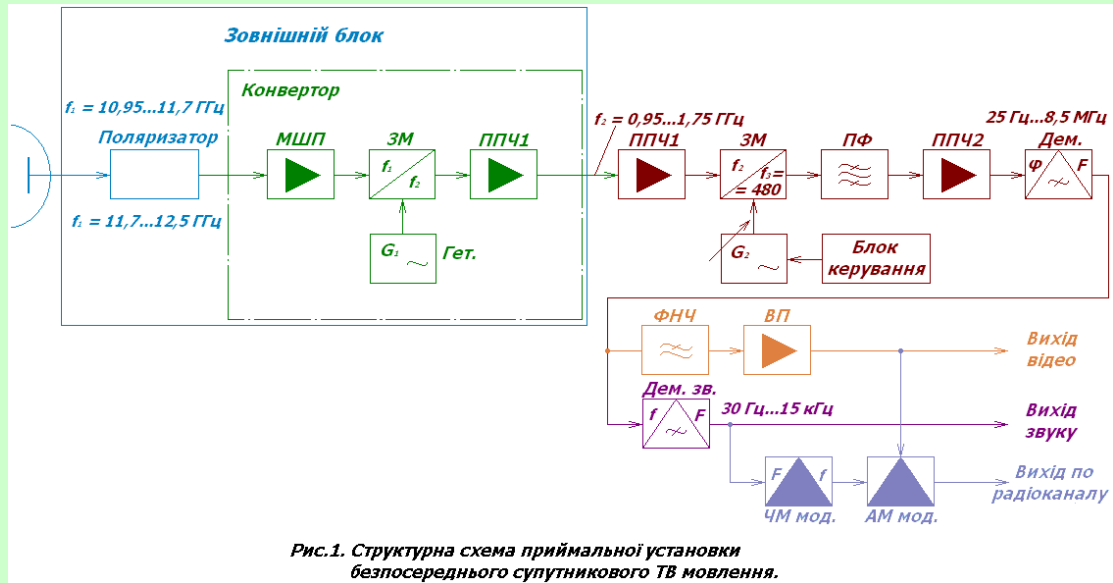 Зовнішній блок
Конвертор
f₁ = 10,95...11,7 ГГц
Поляризатор
f₁ = 11,7...12,5 ГГц
МШП
ЗМ
f₁
f₂
ППЧ1
G₁
Гет.
f₂ = 0,95...1,75 ГГц
ППЧ1
ЗМ
f₂
f₃=
= 480
G₂
Блок
керування
ПФ
ППЧ2
25 Гц...8,5 МГц
Дем.
φ F
ФНЧ
ВП
Вихід
відео
Дем. зв.
f F
30 Гц...15 кГц
Вихід
звуку
F f
ЧМ мод.
АМ мод.
Вихід по
радіоканалу
Рис.1. Структурна схема приймальної установки
безпосереднього супутникового ТВ мовлення.